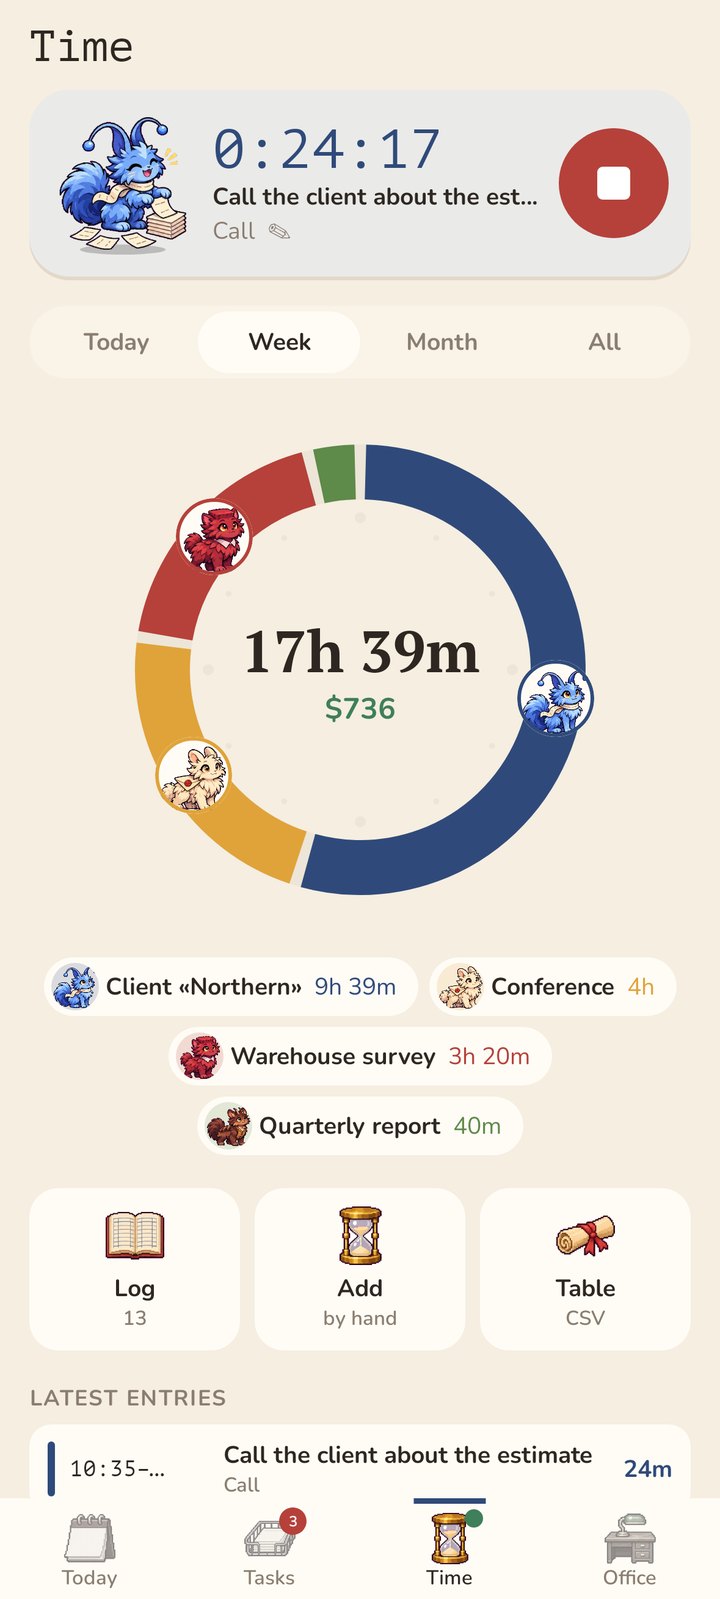 Time
0:24:17
Call the client about the est...
Call
Today Week Month All
17h 39m
$736
Client «Northern» 9h 39m Conference 4h
Warehouse survey 3h 20m
Quarterly report 40m
Log Add Table
13 by hand CSV
LATEST ENTRIES
10:35–... Call the client about the estimate 24m
Call
3
Today Tasks Time Office